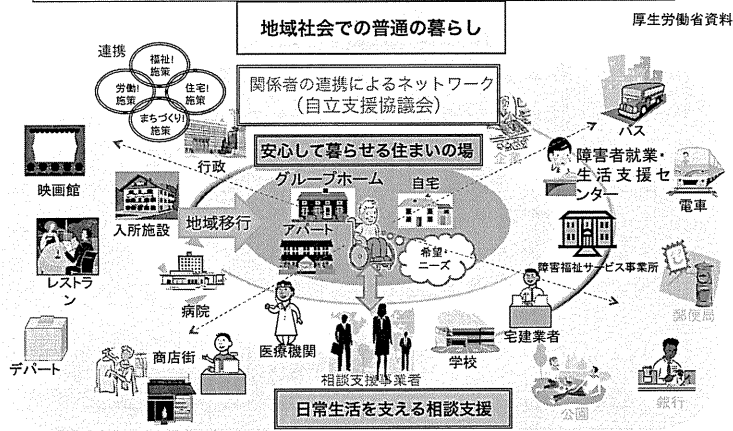 地域社会での普通の暮らし
厚生労働省資料
連携
福祉!
施策
労働!
施策
住宅!
施策
まちづくり!
施策
関係者の連携によるネットワーク
（自立支援協議会）
行政
企業
バス
安心して暮らせる住まいの場
障害者就業・
生活支援セ
ンター
電車
映画館
入所施設
地域移行
グループホーム
自宅
アパート
希望・
ニーズ
障害福祉サービス事業所
レストラ
ン
病院
郵便局
デパート
商店街
医療機関
相談支援事業者
学校
宅建業者
公園
銀行
日常生活を支える相談支援